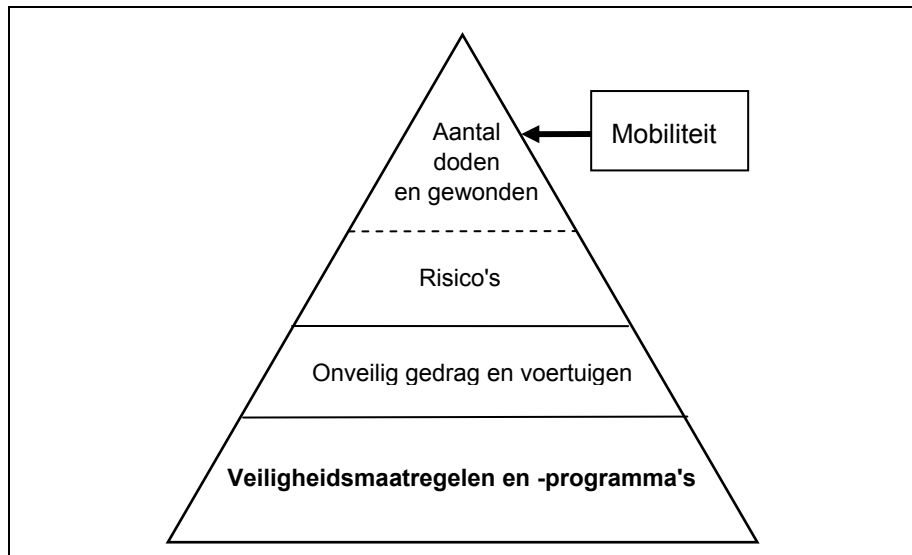 Aantal
doden
en gewonden
Mobiliteit
Risico's
Onveilig gedrag en voertuigen
Veiligheidsmaatregelen en -programma's